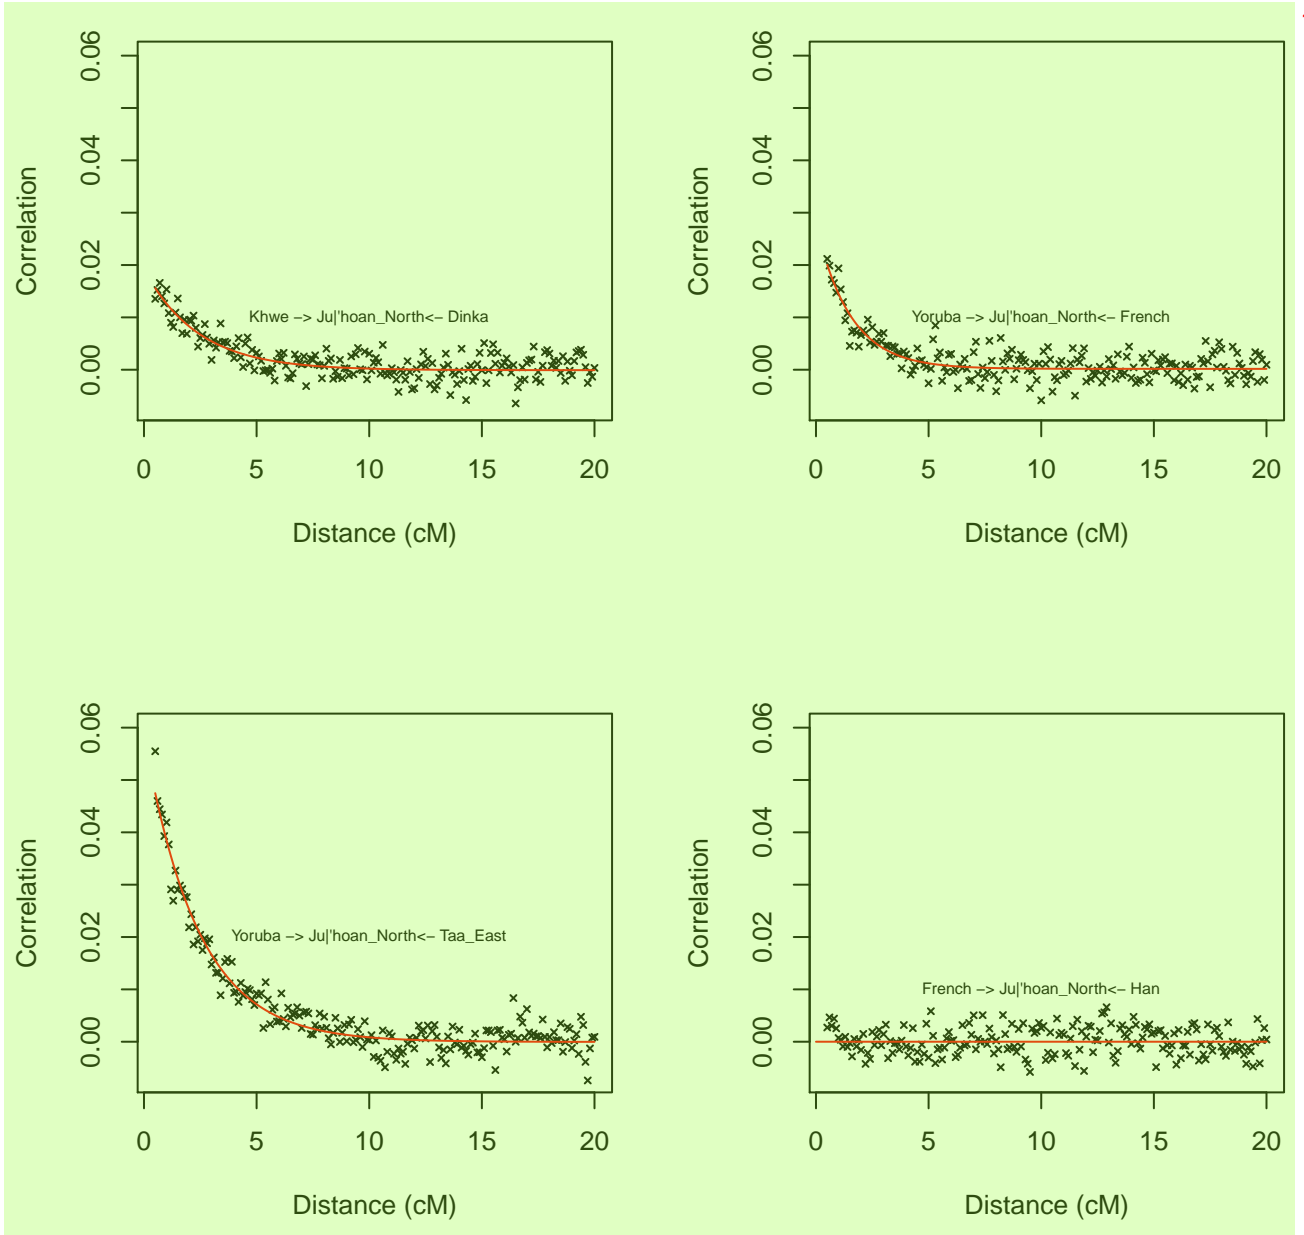 Correlation
0.06
0.04
0.02
0.00
Khwe −> Ju|'hoan_North<− Dinka
0 5 10 15 20
Distance (cM)
Correlation
0.06
0.04
0.02
0.00
Yoruba −> Ju|'hoan_North<− French
0 5 10 15 20
Distance (cM)
Correlation
0.06
0.04
0.02
0.00
Yoruba −> Ju|'hoan_North<− Taa_East
0 5 10 15 20
Distance (cM)
Correlation
0.06
0.04
0.02
0.00
French −> Ju|'hoan_North<− Han
0 5 10 15 20
Distance (cM)